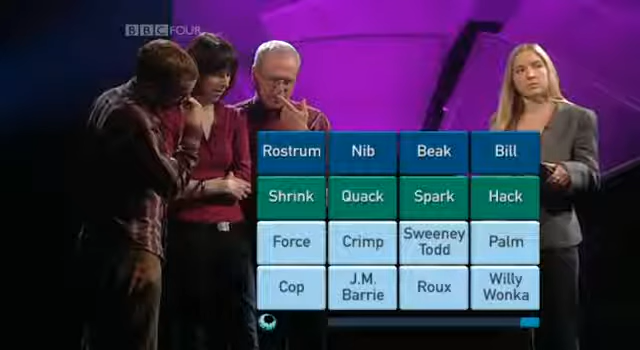 BBC FOUR
Rostrum Nib Beak Bill
Shrink Quack Spark Hack
Force Crimp Sweeney Todd Palm
Cop J.M. Barrie Roux Willy Wonka